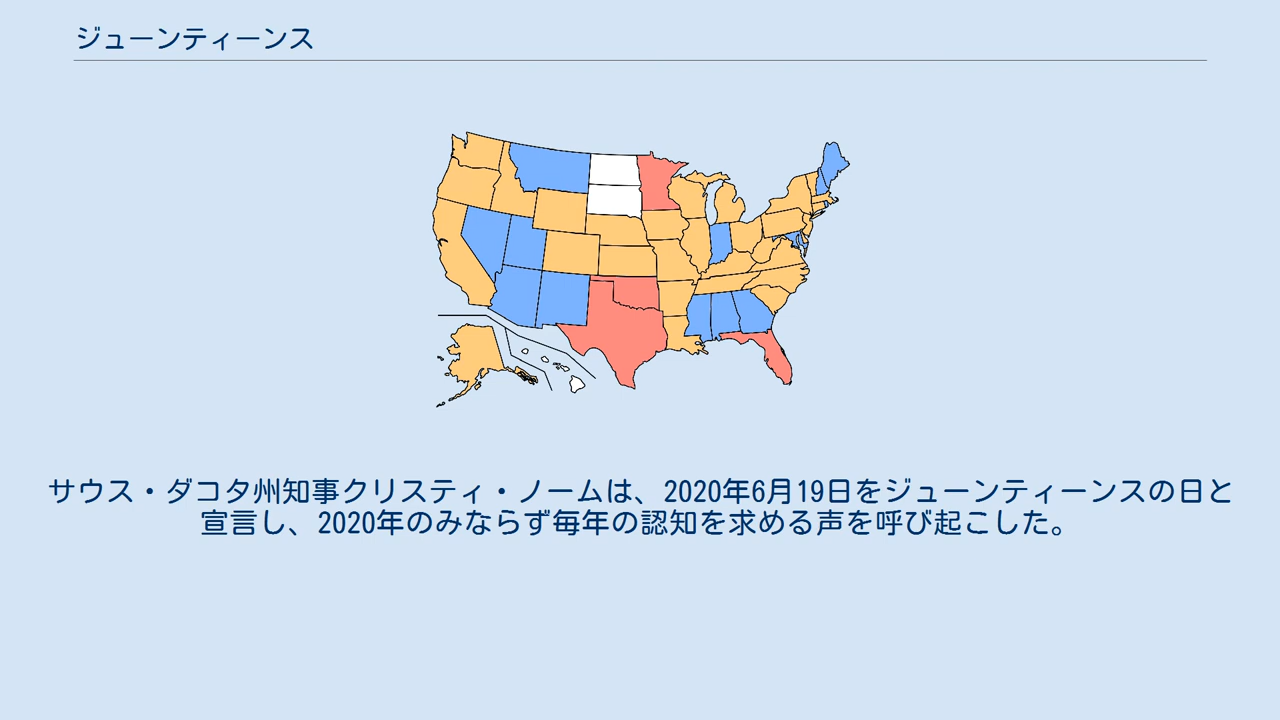 ジューンティーンス
サウス・ダコタ州知事クリスティ・ノームは、2020年6月19日をジューンティーンスの日と
宣言し、2020年のみならず毎年の認知を求める声を呼び起こした。